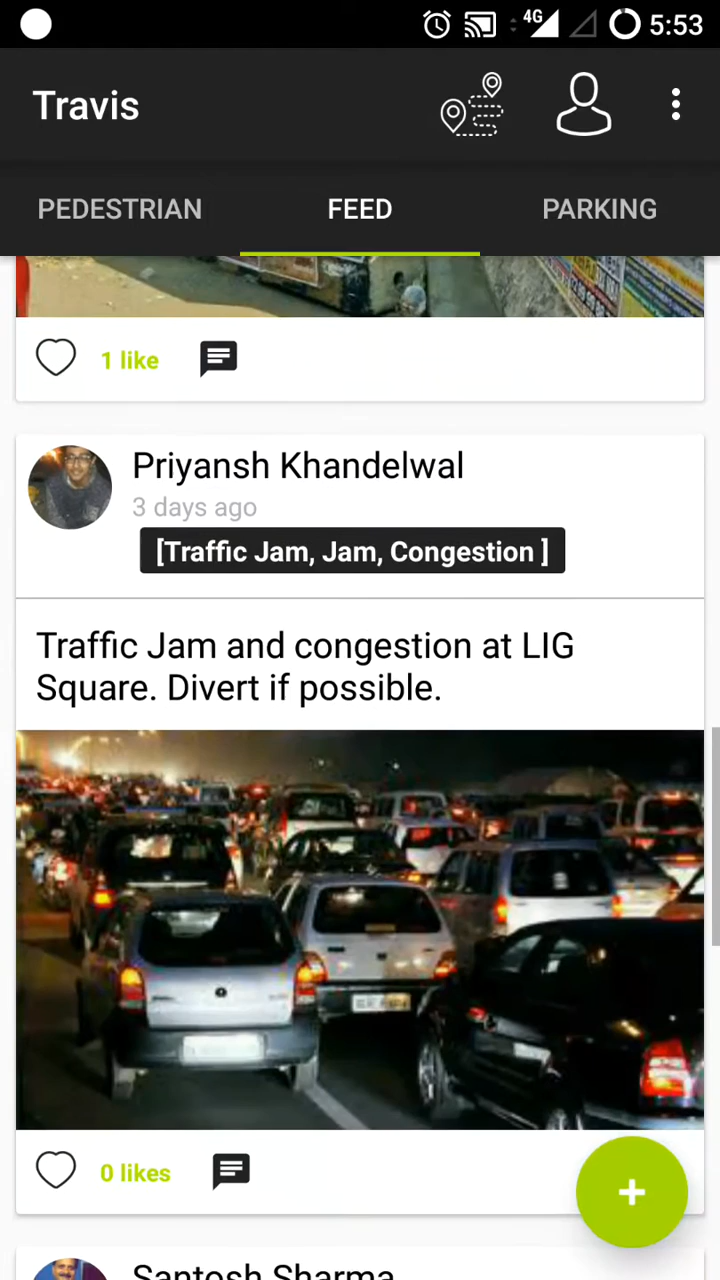 4G 5:53
Travis
PEDESTRIAN FEED PARKING
1 like
Priyansh Khandelwal
3 days ago
[Traffic Jam, Jam, Congestion ]
Traffic Jam and congestion at LIG
Square. Divert if possible.
0 likes
+
Santosh Sharma